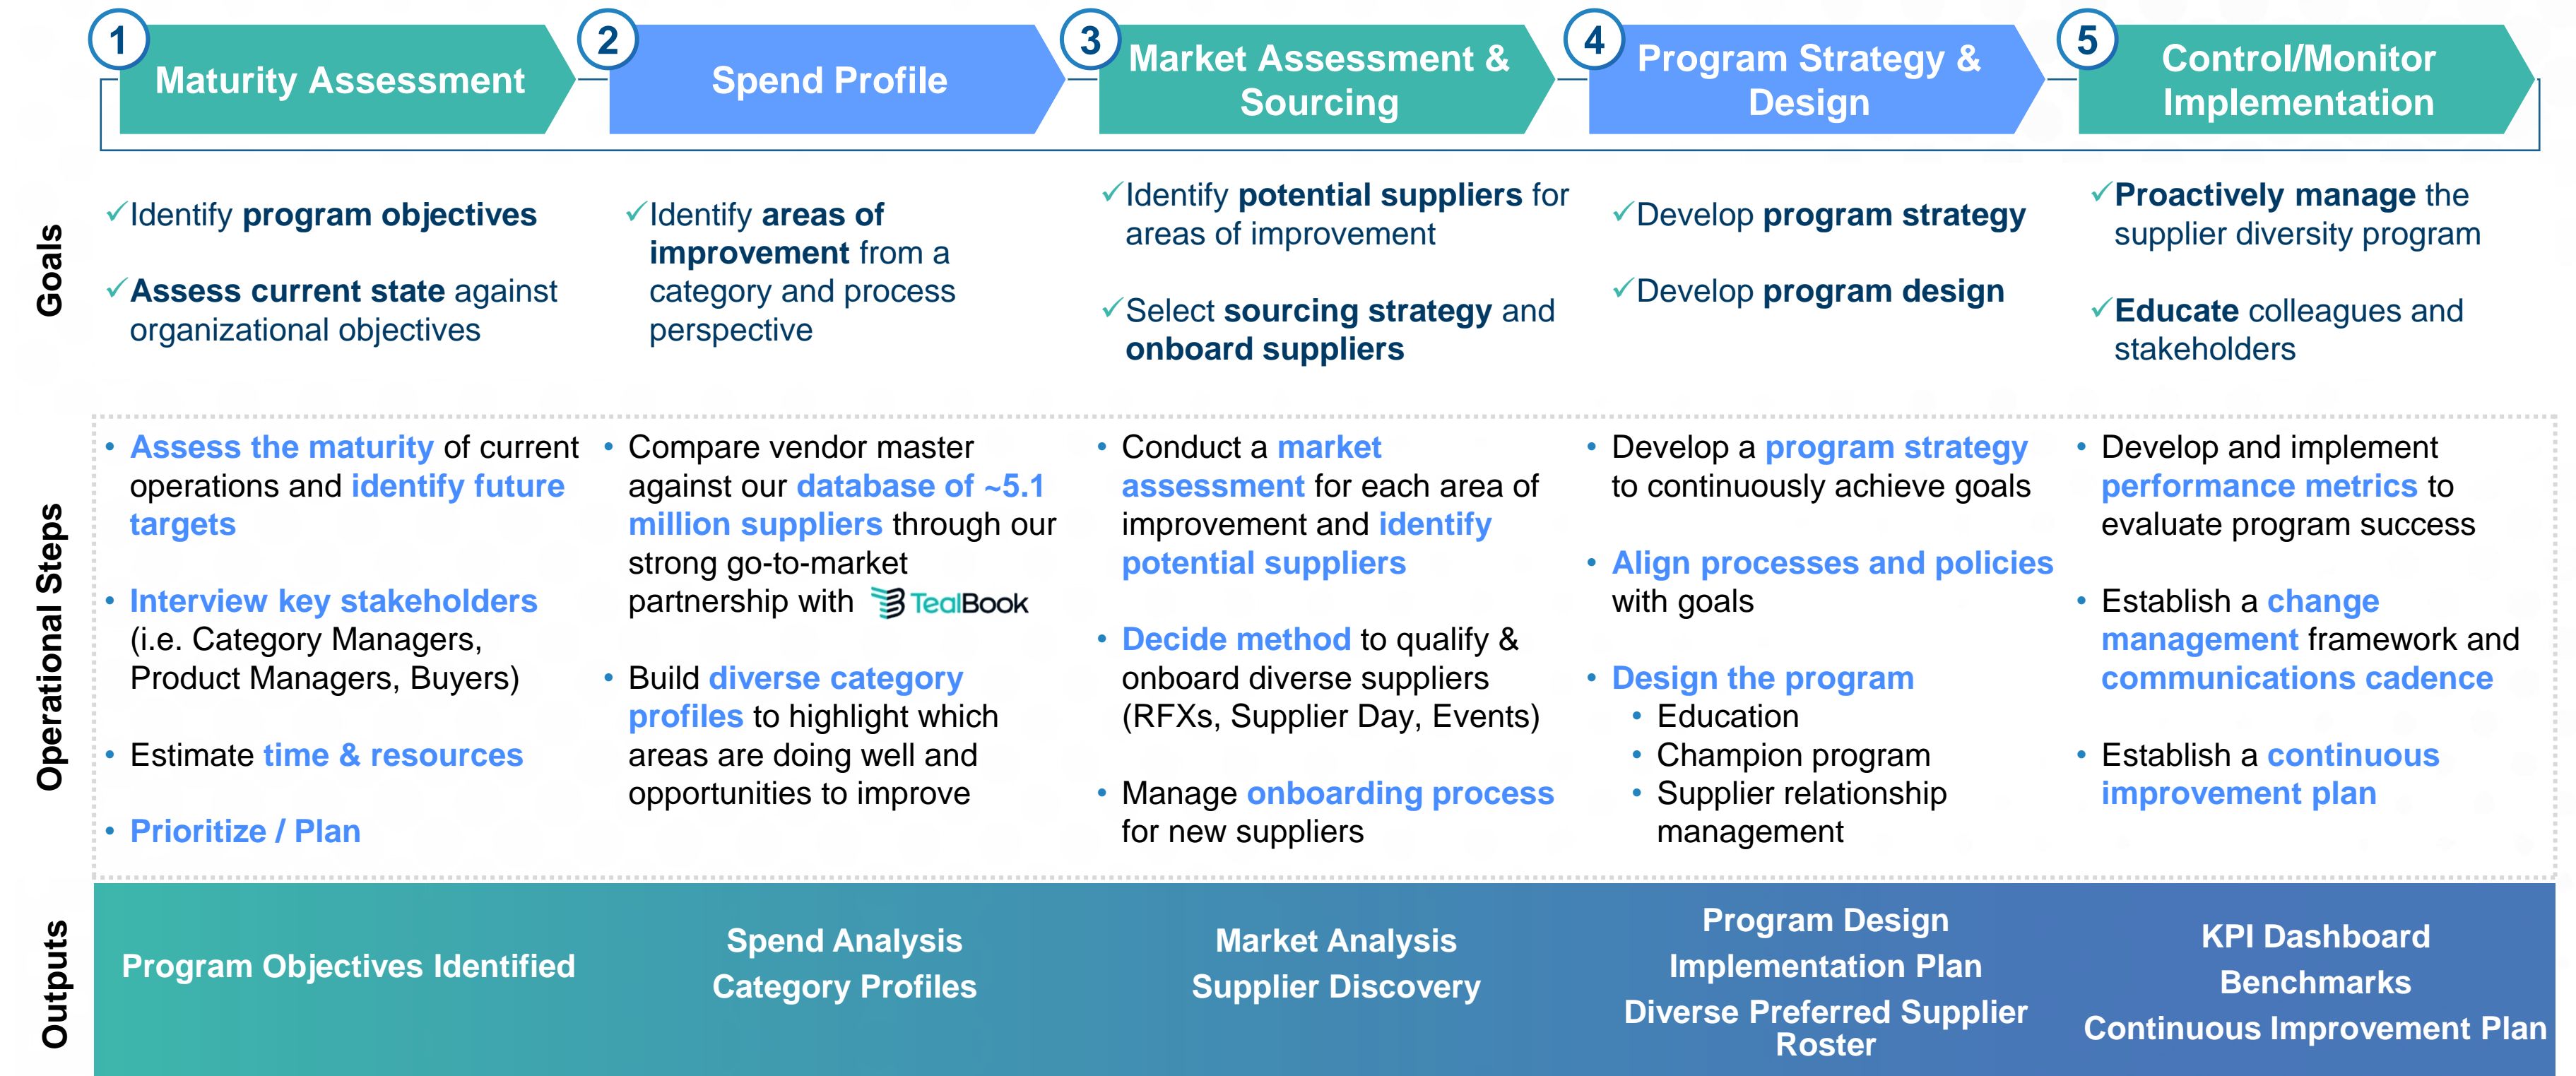 1
Maturity Assessment
2
Spend Profile
3
Market Assessment &
Sourcing
4
Program Strategy &
Design
5
Control/Monitor
Implementation
Goals
✓Identify program objectives
✓Assess current state against
organizational objectives
✓Identify areas of
improvement from a
category and process
perspective
✓Identify potential suppliers for
areas of improvement
✓Select sourcing strategy and
onboard suppliers
✓Develop program strategy
✓Develop program design
✓Proactively manage the
supplier diversity program
✓Educate colleagues and
stakeholders
Operational Steps
• Assess the maturity of current
operations and identify future
targets
• Interview key stakeholders
(i.e. Category Managers,
Product Managers, Buyers)
• Estimate time & resources
• Prioritize / Plan
• Compare vendor master
against our database of ~5.1
million suppliers through our
strong go-to-market
partnership with TealBook
• Build diverse category
profiles to highlight which
areas are doing well and
opportunities to improve
• Conduct a market
assessment for each area of
improvement and identify
potential suppliers
• Decide method to qualify &
onboard diverse suppliers
(RFXs, Supplier Day, Events)
• Manage onboarding process
for new suppliers
• Develop a program strategy
to continuously achieve goals
• Align processes and policies
with goals
• Design the program
• Education
• Champion program
• Supplier relationship
management
• Develop and implement
performance metrics to
evaluate program success
• Establish a change
management framework and
communications cadence
• Establish a continuous
improvement plan
Outputs
Program Objectives Identified
Spend Analysis
Category Profiles
Market Analysis
Supplier Discovery
Program Design
Implementation Plan
Diverse Preferred Supplier
Roster
KPI Dashboard
Benchmarks
Continuous Improvement Plan